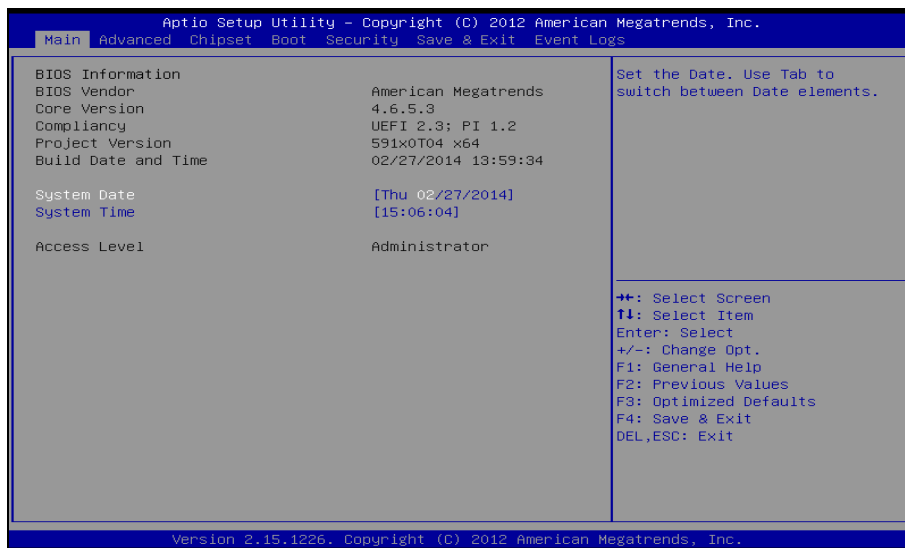 Aptio Setup Utility – Copyright (C) 2012 American Megatrends, Inc.
Main Advanced Chipset Boot Security Save & Exit Event Logs
BIOS Information
BIOS Vendor American Megatrends
Core Version 4.6.5.3
Compliancy UEFI 2.3; PI 1.2
Project Version 591x0T04 x64
Build Date and Time 02/27/2014 13:59:34
System Date [Thu 02/27/2014]
System Time [15:06:04]
Access Level Administrator
Set the Date. Use Tab to
switch between Date elements.
→←: Select Screen
↑↓: Select Item
Enter: Select
+/-: Change Opt.
F1: General Help
F2: Previous Values
F3: Optimized Defaults
F4: Save & Exit
DEL,ESC: Exit
Version 2.15.1226. Copyright (C) 2012 American Megatrends, Inc.